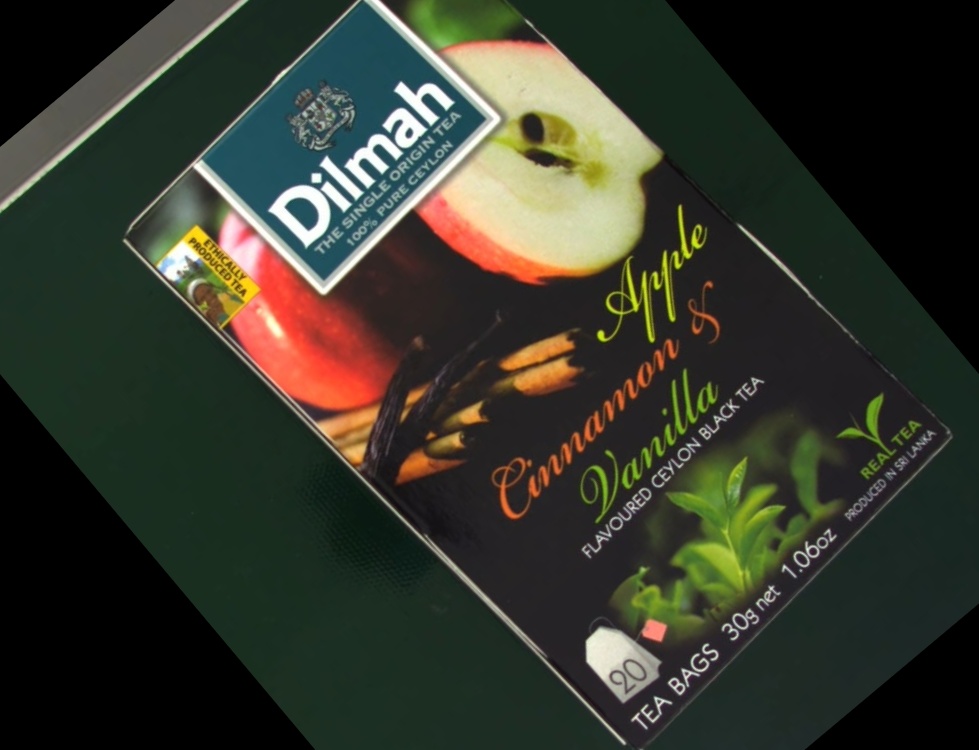 Dilmah
THE SINGLE ORIGIN TEA
100% PURE CEYLON
ETHICALLY
PRODUCED TEA
Apple
Cinnamon &
Vanilla
FLAVOURED CEYLON BLACK TEA
REAL TEA
PRODUCED IN SRI LANKA
20
TEA BAGS 30g net 1.06oz